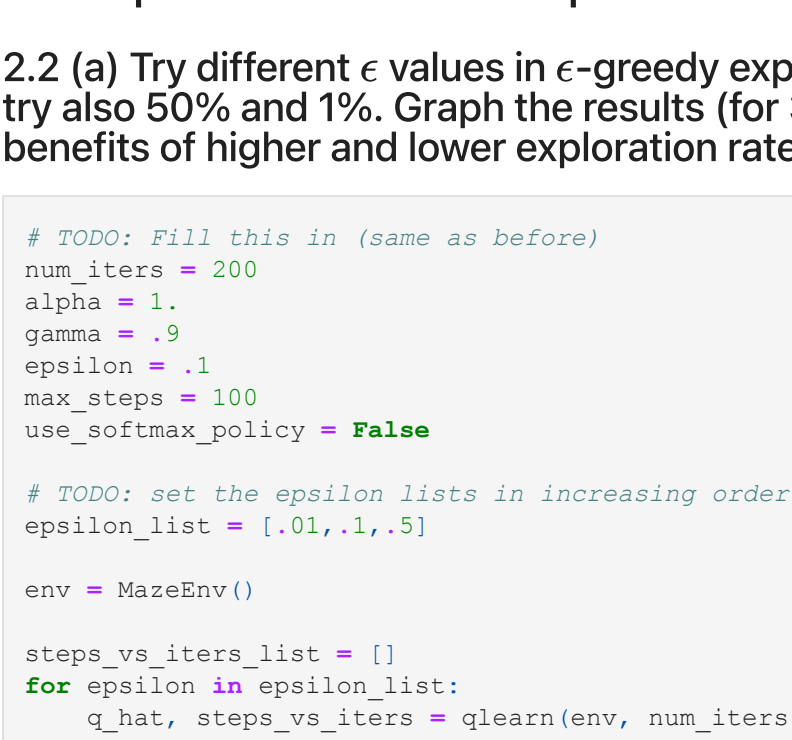 2.2 (a) Try different ϵ values in ϵ-greedy exp
try also 50% and 1%. Graph the results (for
benefits of higher and lower exploration rate
# TODO: Fill this in (same as before)
num_iters = 200
alpha = 1.
gamma = .9
epsilon = .1
max_steps = 100
use_softmax_policy = False
# TODO: set the epsilon lists in increasing order
epsilon_list = [.01,.1,.5]
env = MazeEnv()
steps_vs_iters_list = []
for epsilon in epsilon_list:
    q_hat, steps_vs_iters = qlearn(env, num_iters